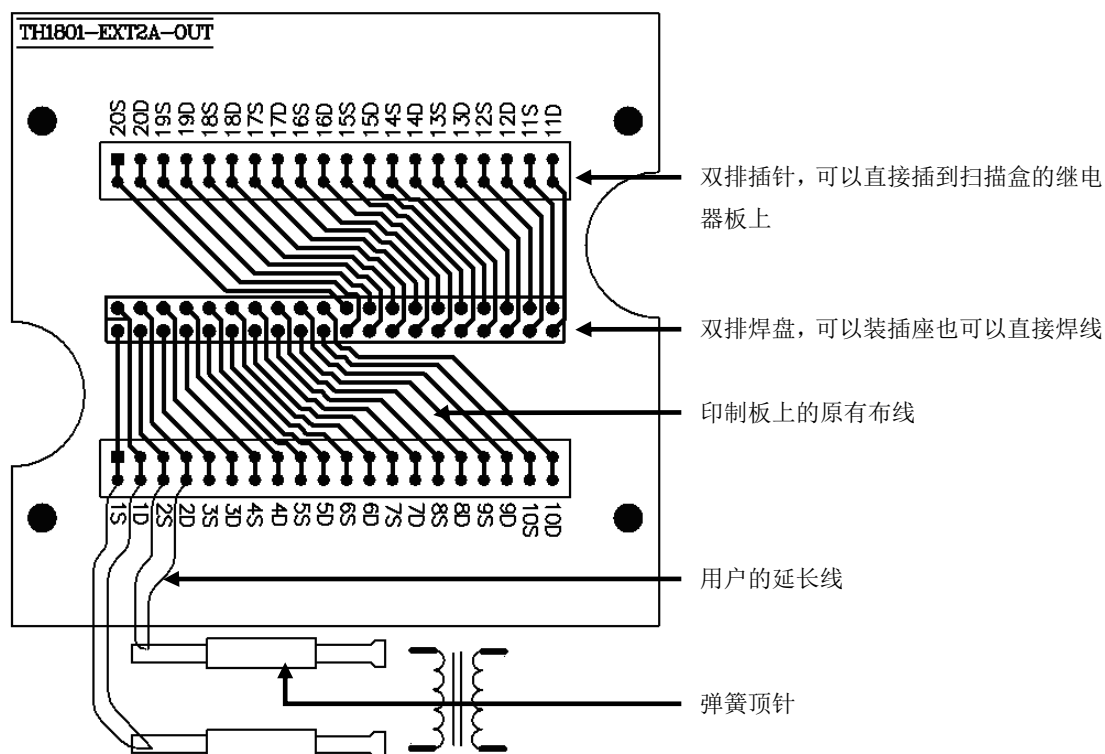 TH1801-EXT2A-OUT
20S 20D 19S 19D 18S 18D 17S 17D 16S 16D 15S 15D 14S 14D 13S 13D 12S 12D 11S 11D
双排插针，可以直接插到扫描盒的继电
器板上
双排焊盘，可以装插座也可以直接焊线
印制板上的原有布线
1S 1D 2S 2D 3S 3D 4S 4D 5S 5D 6S 6D 7S 7D 8S 8D 9S 9D 10S 10D
用户的延长线
弹簧顶针